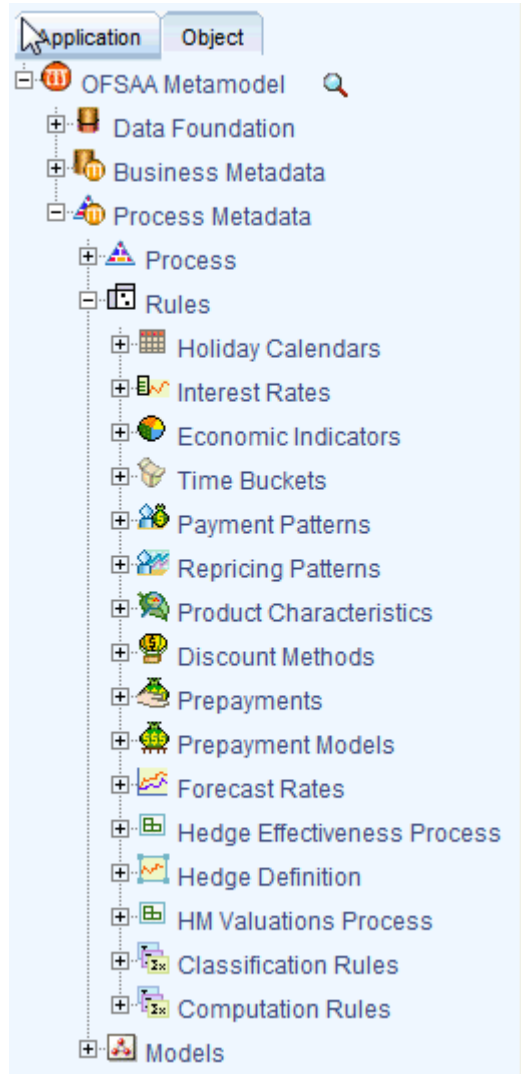 Application Object
OFSAA Metamodel
Data Foundation
Business Metadata
Process Metadata
Process
Rules
Holiday Calendars
Interest Rates
Economic Indicators
Time Buckets
Payment Patterns
Repricing Patterns
Product Characteristics
Discount Methods
Prepayments
Prepayment Models
Forecast Rates
Hedge Effectiveness Process
Hedge Definition
HM Valuations Process
Classification Rules
Computation Rules
Models